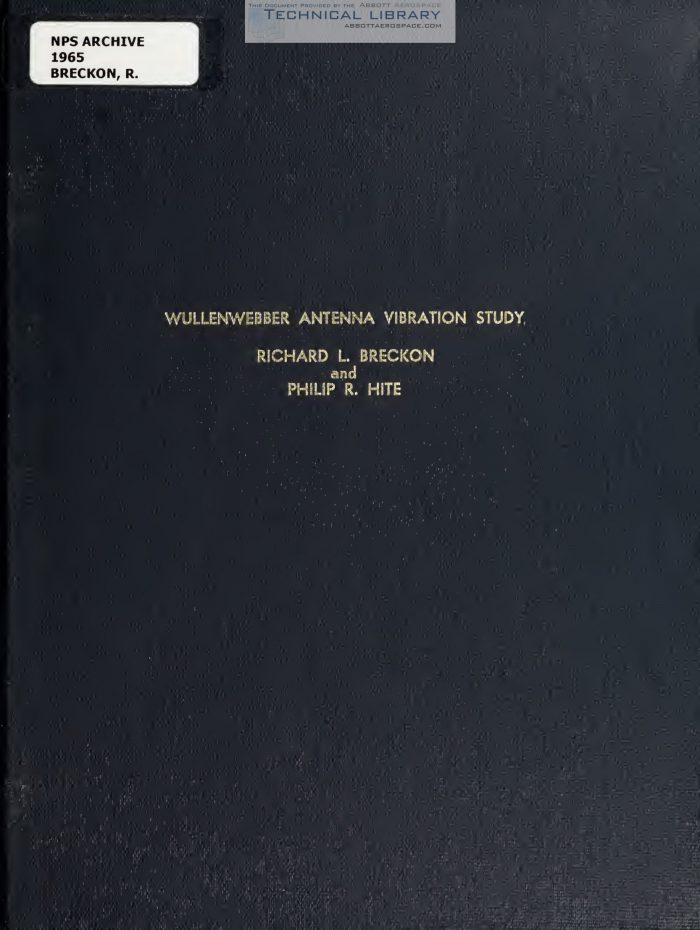 THIS DOCUMENT PROVIDED BY THE ABBOTT AEROSPACE
TECHNICAL LIBRARY
ABBOTTAEROSPACE.COM
NPS ARCHIVE
1965
BRECKON, R.
WULLENWEBBER ANTENNA VIBRATION STUDY.
RICHARD L. BRECKON
and
PHILIP R. HITE